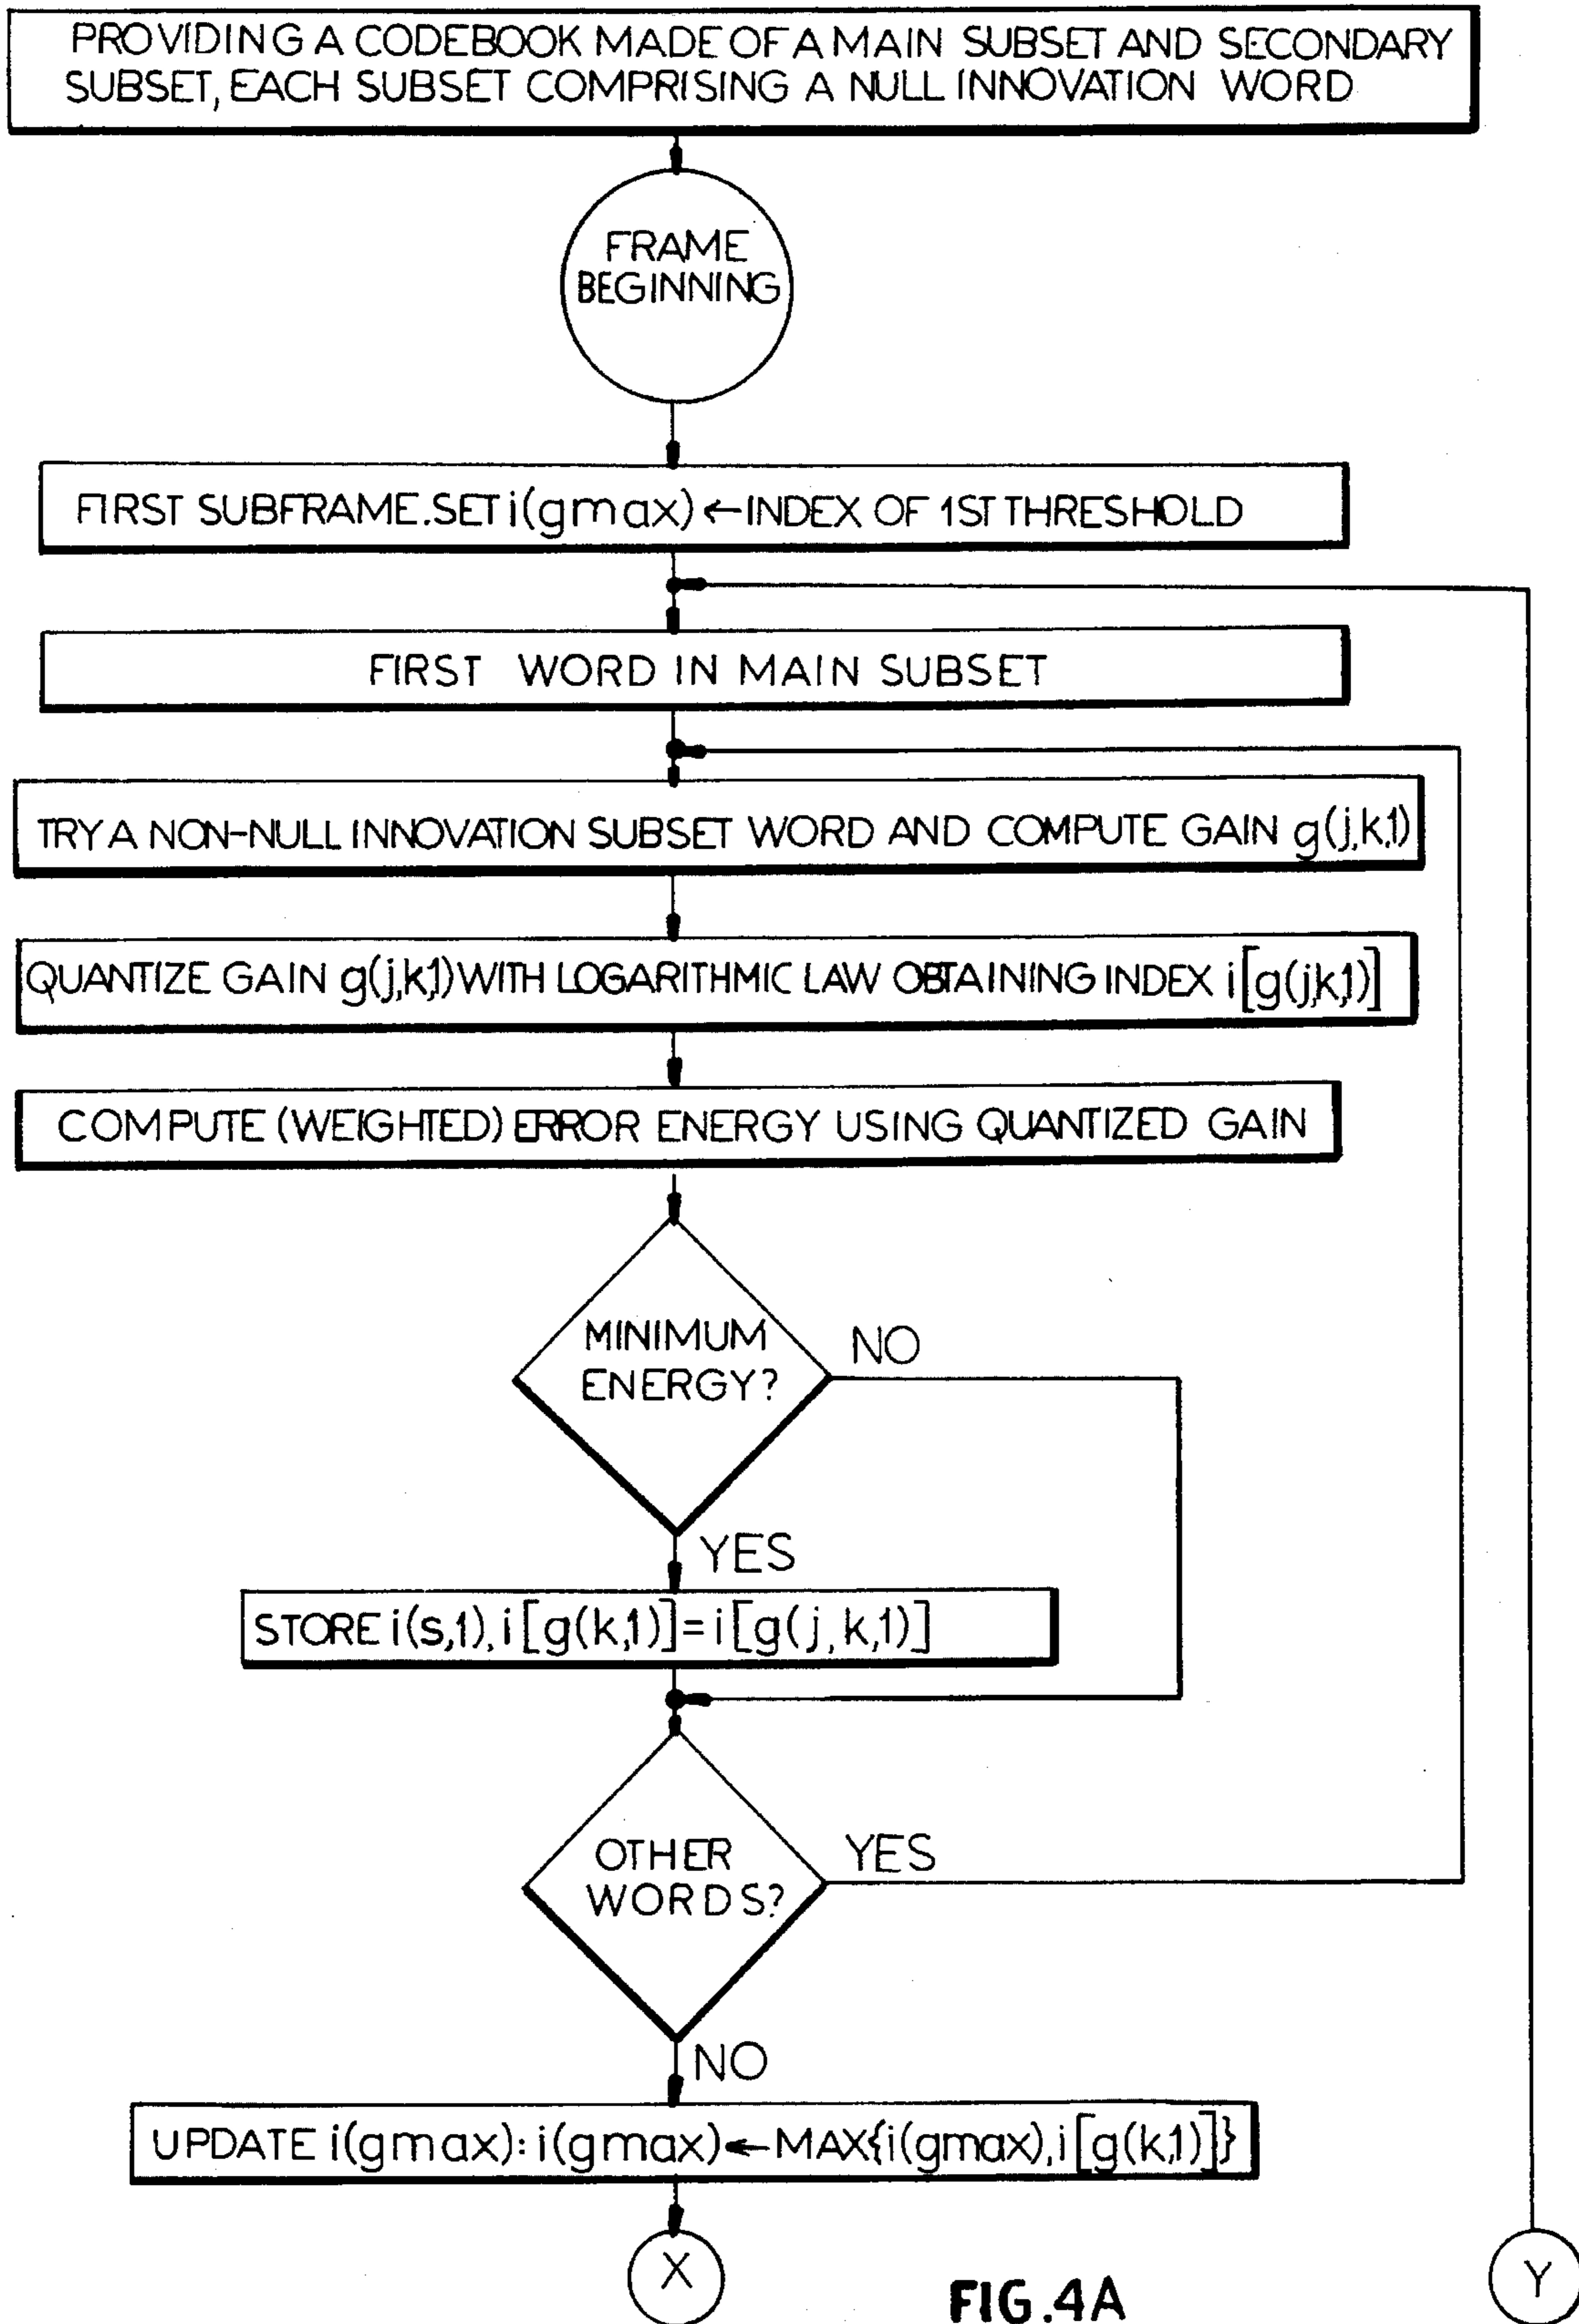 PROVIDING A CODEBOOK MADE OF A MAIN SUBSET AND SECONDARY
SUBSET, EACH SUBSET COMPRISING A NULL INNOVATION WORD
FRAME
BEGINNING
FIRST SUBFRAME.SET i(gmax) ← INDEX OF 1ST THRESHOLD
FIRST WORD IN MAIN SUBSET
TRY A NON-NULL INNOVATION SUBSET WORD AND COMPUTE GAIN g(j,k,1)
QUANTIZE GAIN g(j,k,1) WITH LOGARITHMIC LAW OBTAINING INDEX i[g(j,k,1)]
COMPUTE (WEIGHTED) ERROR ENERGY USING QUANTIZED GAIN
MINIMUM
ENERGY?
NO
YES
STORE i(s,1), i[g(k,1)] = i[g(j,k,1)]
OTHER
WORDS?
YES
NO
UPDATE i(gmax): i(gmax) ← MAX{i(gmax), i[g(k,1)]}
X
Y
FIG.4A